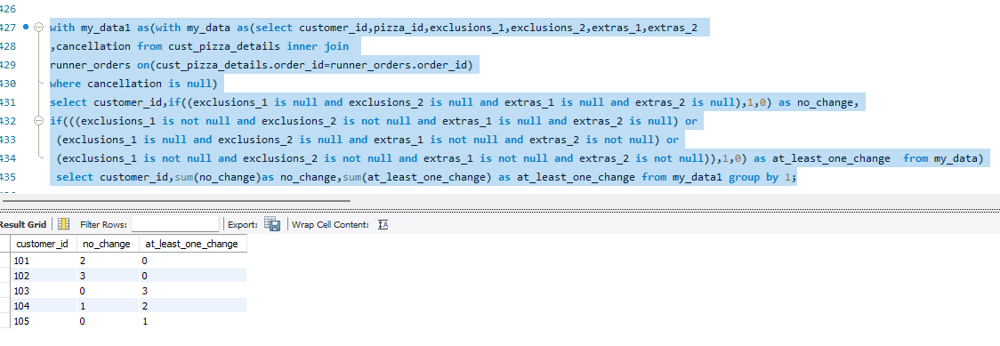 426
427 with my_data1 as(with my_data as(select customer_id,pizza_id,exclusions_1,exclusions_2,extras_1,extras_2
428 ,cancellation from cust_pizza_details inner join
429 runner_orders on(cust_pizza_details.order_id=runner_orders.order_id)
430 where cancellation is null)
431 select customer_id,if((exclusions_1 is null and exclusions_2 is null and extras_1 is null and extras_2 is null),1,0) as no_change,
432 if(((exclusions_1 is not null and exclusions_2 is not null and extras_1 is null and extras_2 is null) or
433 (exclusions_1 is null and exclusions_2 is null and extras_1 is not null and extras_2 is not null) or
434 (exclusions_1 is not null and exclusions_2 is not null and extras_1 is not null and extras_2 is not null)),1,0) as at_least_one_change from my_data)
435 select customer_id,sum(no_change)as no_change,sum(at_least_one_change) as at_least_one_change from my_data1 group by 1;
Result Grid Filter Rows: Export: Wrap Cell Content:
customer_id no_change at_least_one_change
101 2 0
102 3 0
103 0 3
104 1 2
105 0 1